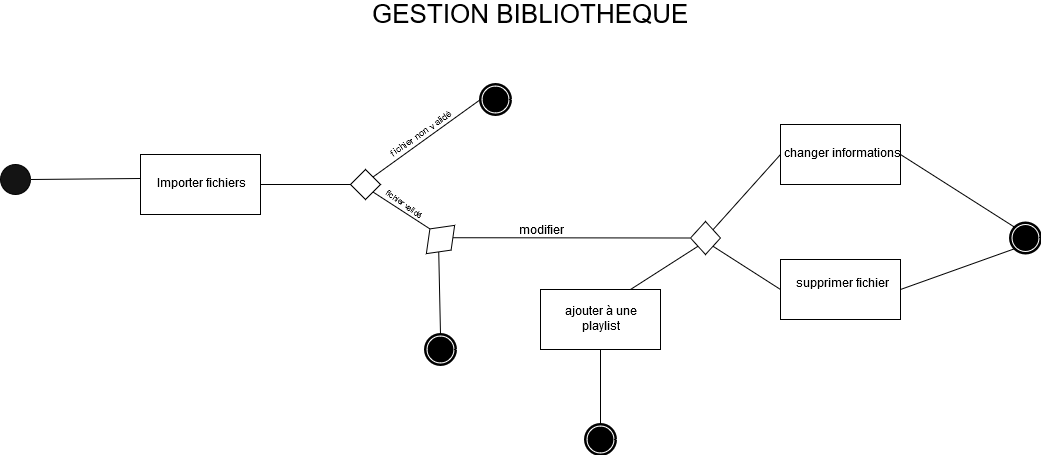 GESTION BIBLIOTHEQUE
fichier non validé
changer informations
Importer fichiers
fichier validé
modifier
supprimer fichier
ajouter à une
playlist